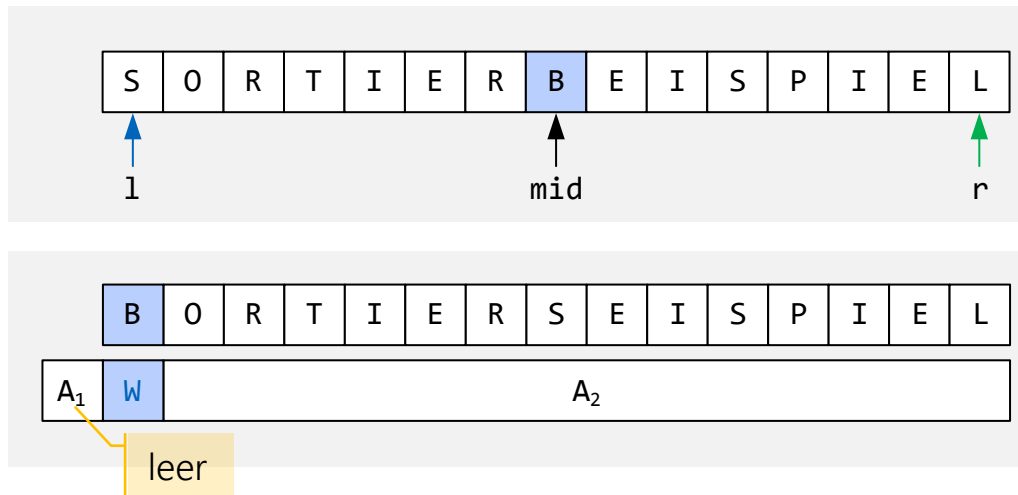 S O R T I E R B E I S P I E L
l mid r
B O R T I E R S E I S P I E L
A₁ W A₂
leer